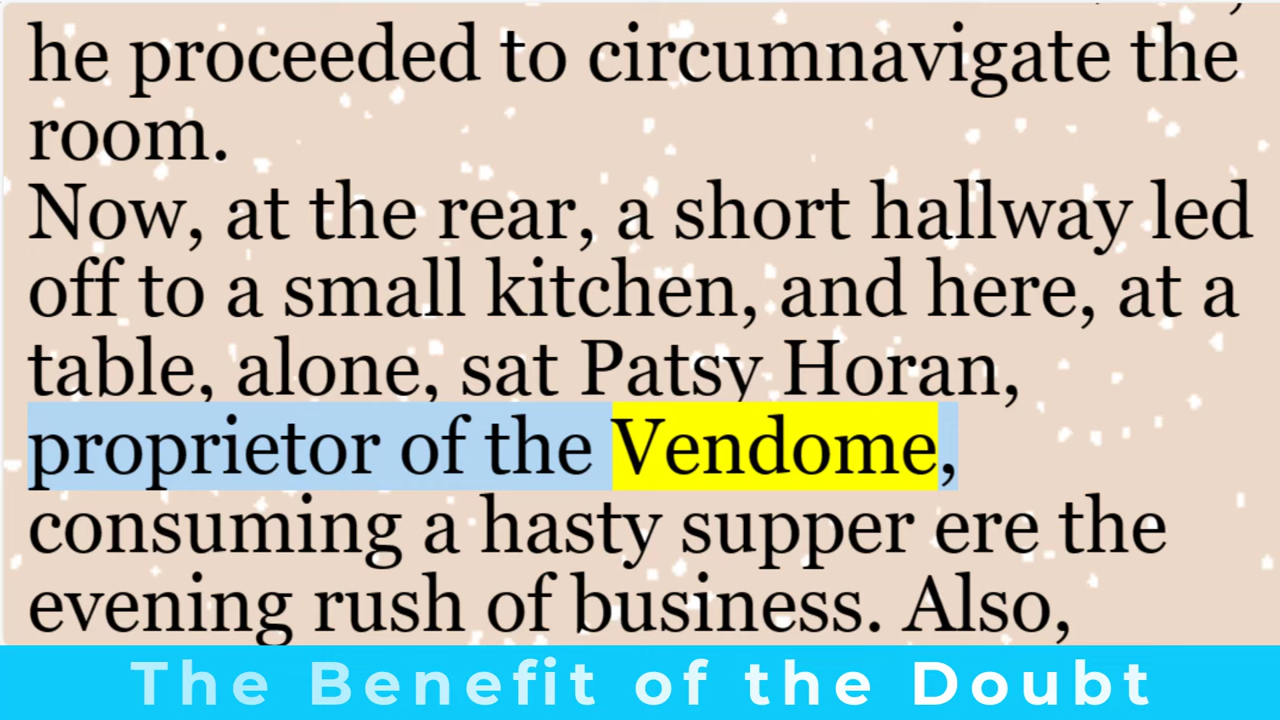 he proceeded to circumnavigate the
room.
Now, at the rear, a short hallway led
off to a small kitchen, and here, at a
table, alone, sat Patsy Horan,
proprietor of the Vendome,
consuming a hasty supper ere the
evening rush of business. Also,
The Benefit of the Doubt